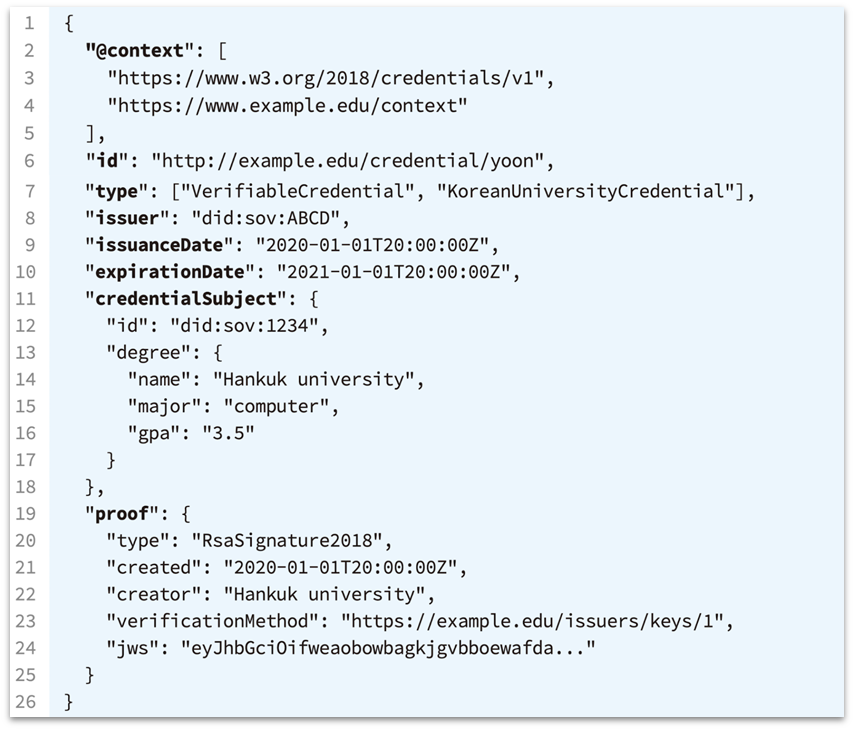 1 {
2 "@context": [
3 "https://www.w3.org/2018/credentials/v1",
4 "https://www.example.edu/context"
5 ],
6 "id": "http://example.edu/credential/yoon",
7 "type": ["VerifiableCredential", "KoreanUniversityCredential"],
8 "issuer": "did:sov:ABCD",
9 "issuanceDate": "2020-01-01T20:00:00Z",
10 "expirationDate": "2021-01-01T20:00:00Z",
11 "credentialSubject": {
12 "id": "did:sov:1234",
13 "degree": {
14 "name": "Hankuk university",
15 "major": "computer",
16 "gpa": "3.5"
17 }
18 },
19 "proof": {
20 "type": "RsaSignature2018",
21 "created": "2020-01-01T20:00:00Z",
22 "creator": "Hankuk university",
23 "verificationMethod": "https://example.edu/issuers/keys/1",
24 "jws": "eyJhbGciOifweaobowbagkjgvbboewafda..."
25 }
26 }